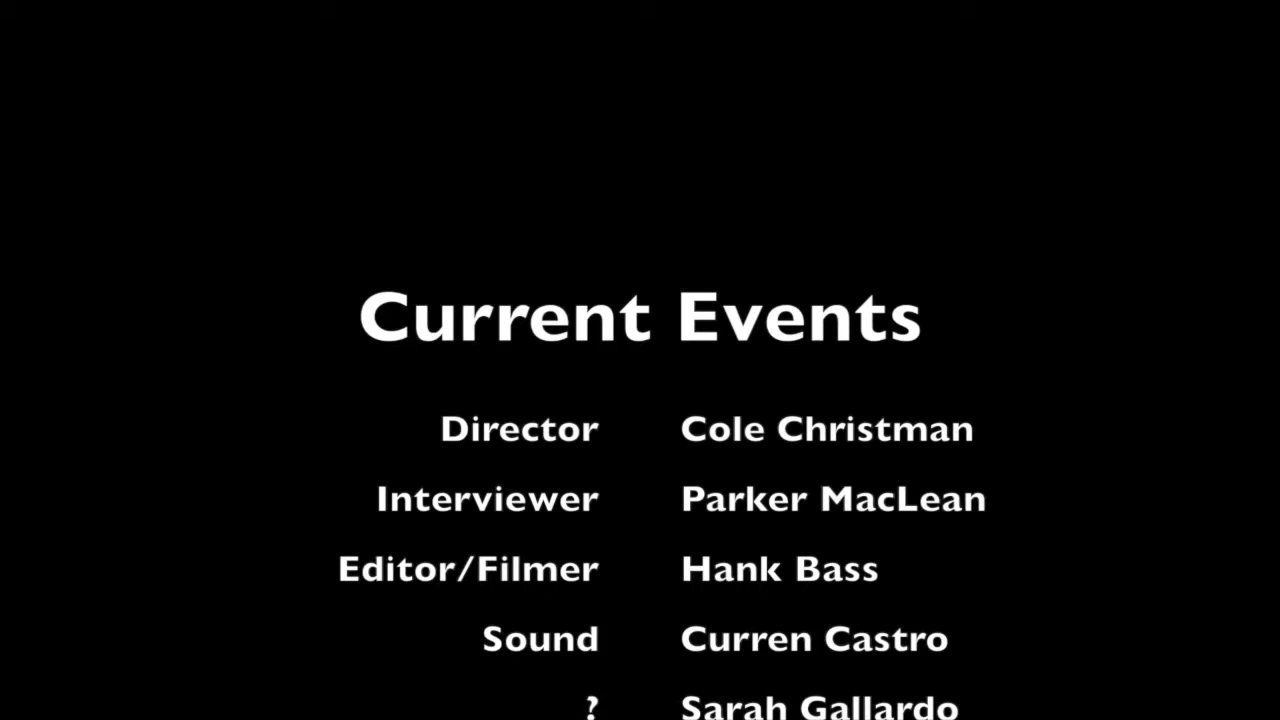 Current Events
Director Cole Christman
Interviewer Parker MacLean
Editor/Filmer Hank Bass
Sound Curren Castro
? Sarah Gallardo